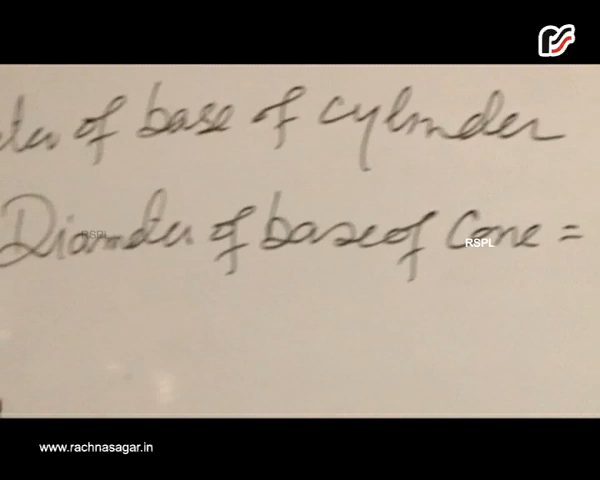 of base of cylinder
Diameter of base of Cone =
RSPL
RSPL
www.rachnasagar.in